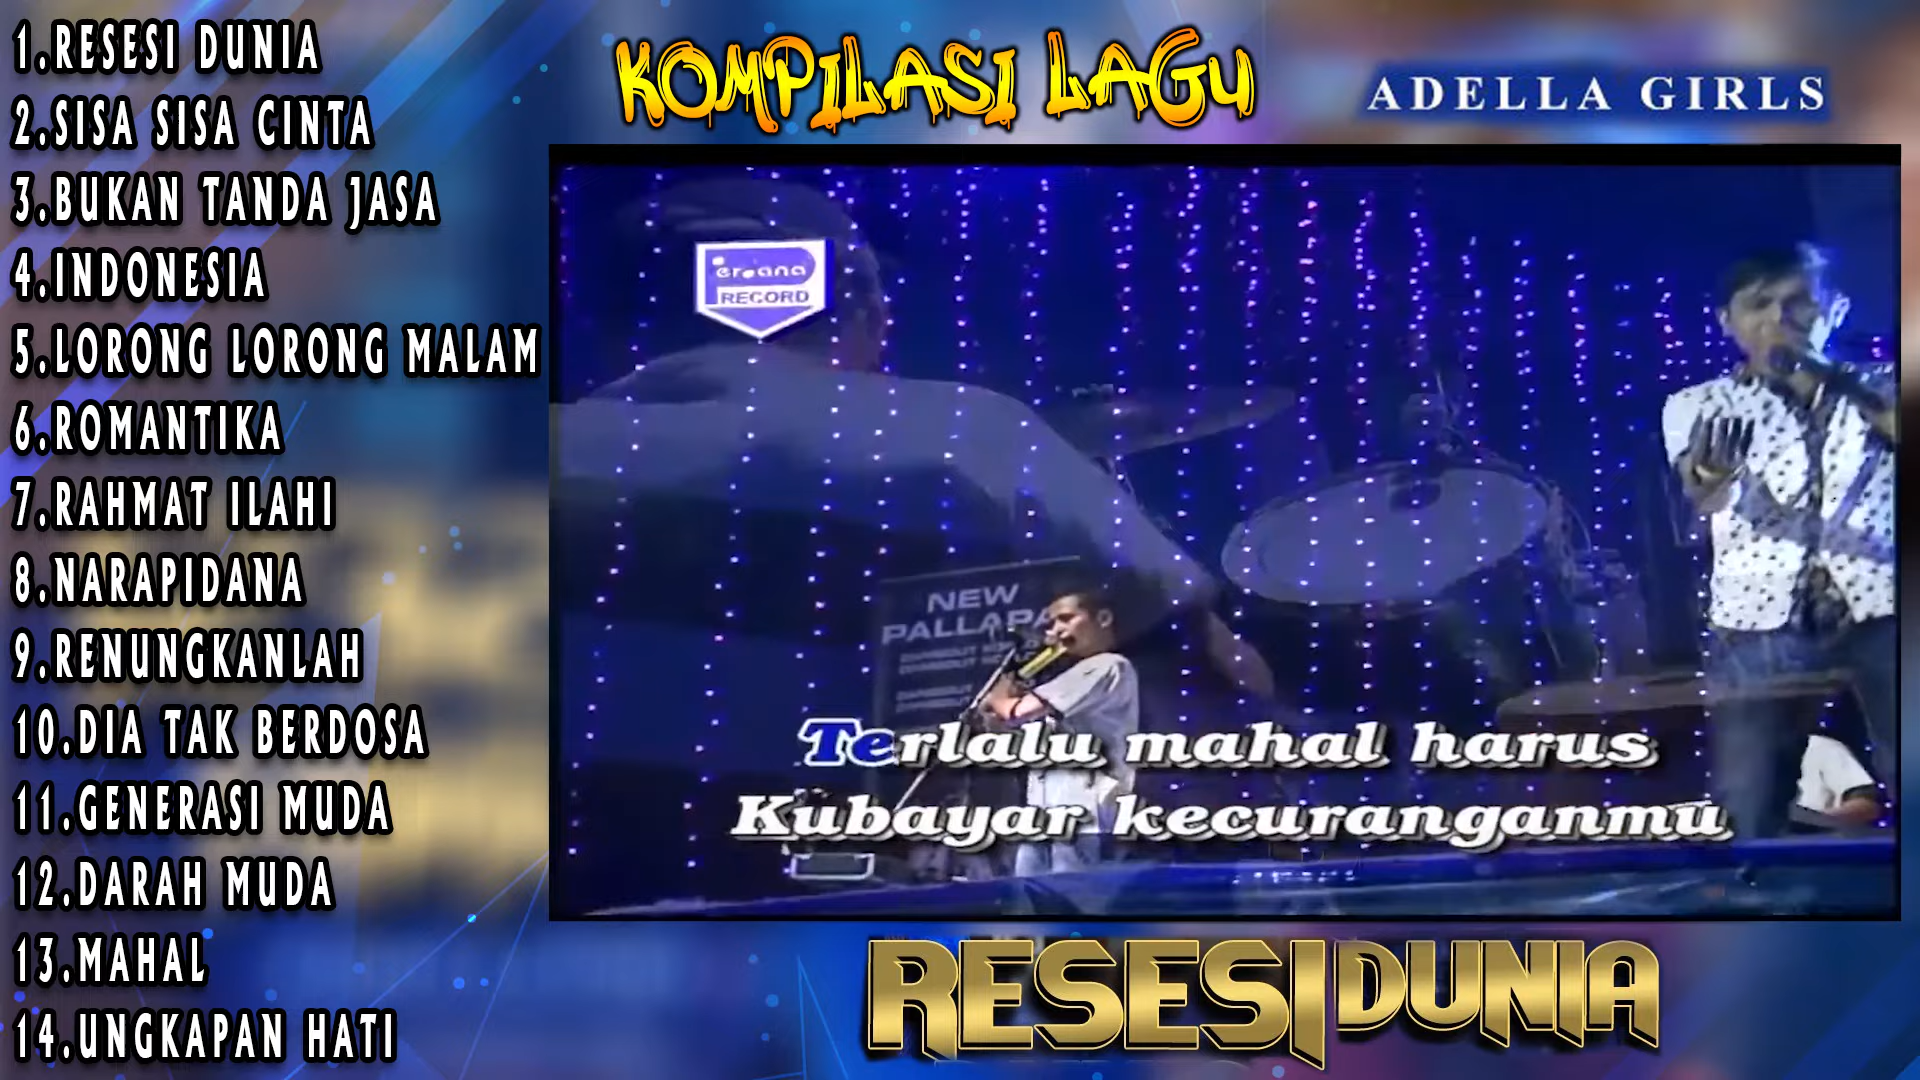 1.RESESI DUNIA
2.SISA SISA CINTA
3.BUKAN TANDA JASA
4.INDONESIA
5.LORONG LORONG MALAM
6.ROMANTIKA
7.RAHMAT ILAHI
8.NARAPIDANA
9.RENUNGKANLAH
10.DIA TAK BERDOSA
11.GENERASI MUDA
12.DARAH MUDA
13.MAHAL
14.UNGKAPAN HATI
KOMPILASI LAGU
ADELLA GIRLS
RECORD
NEW
PALLAPA
Terlalu mahal harus
Kubayar kecuranganmu
RESESI DUNIA